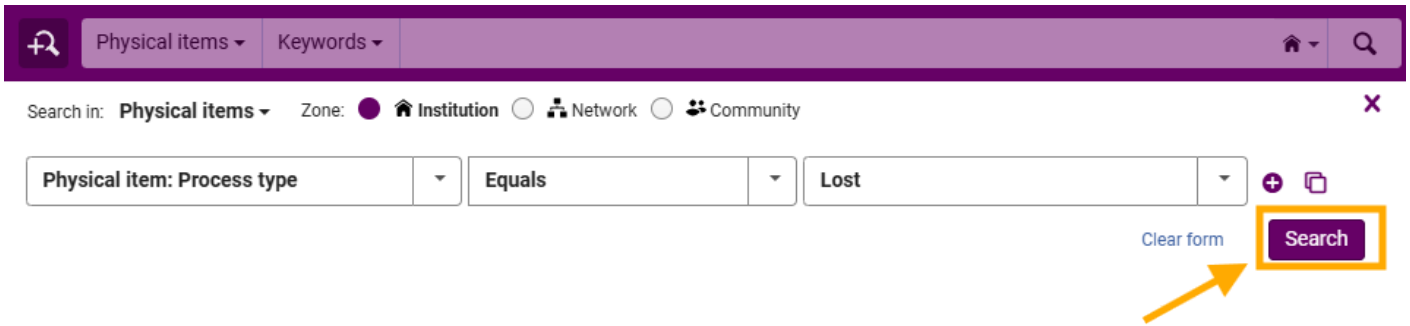 Physical items Keywords
Search in: Physical items Zone: Institution Network Community
Physical item: Process type Equals Lost
Clear form Search